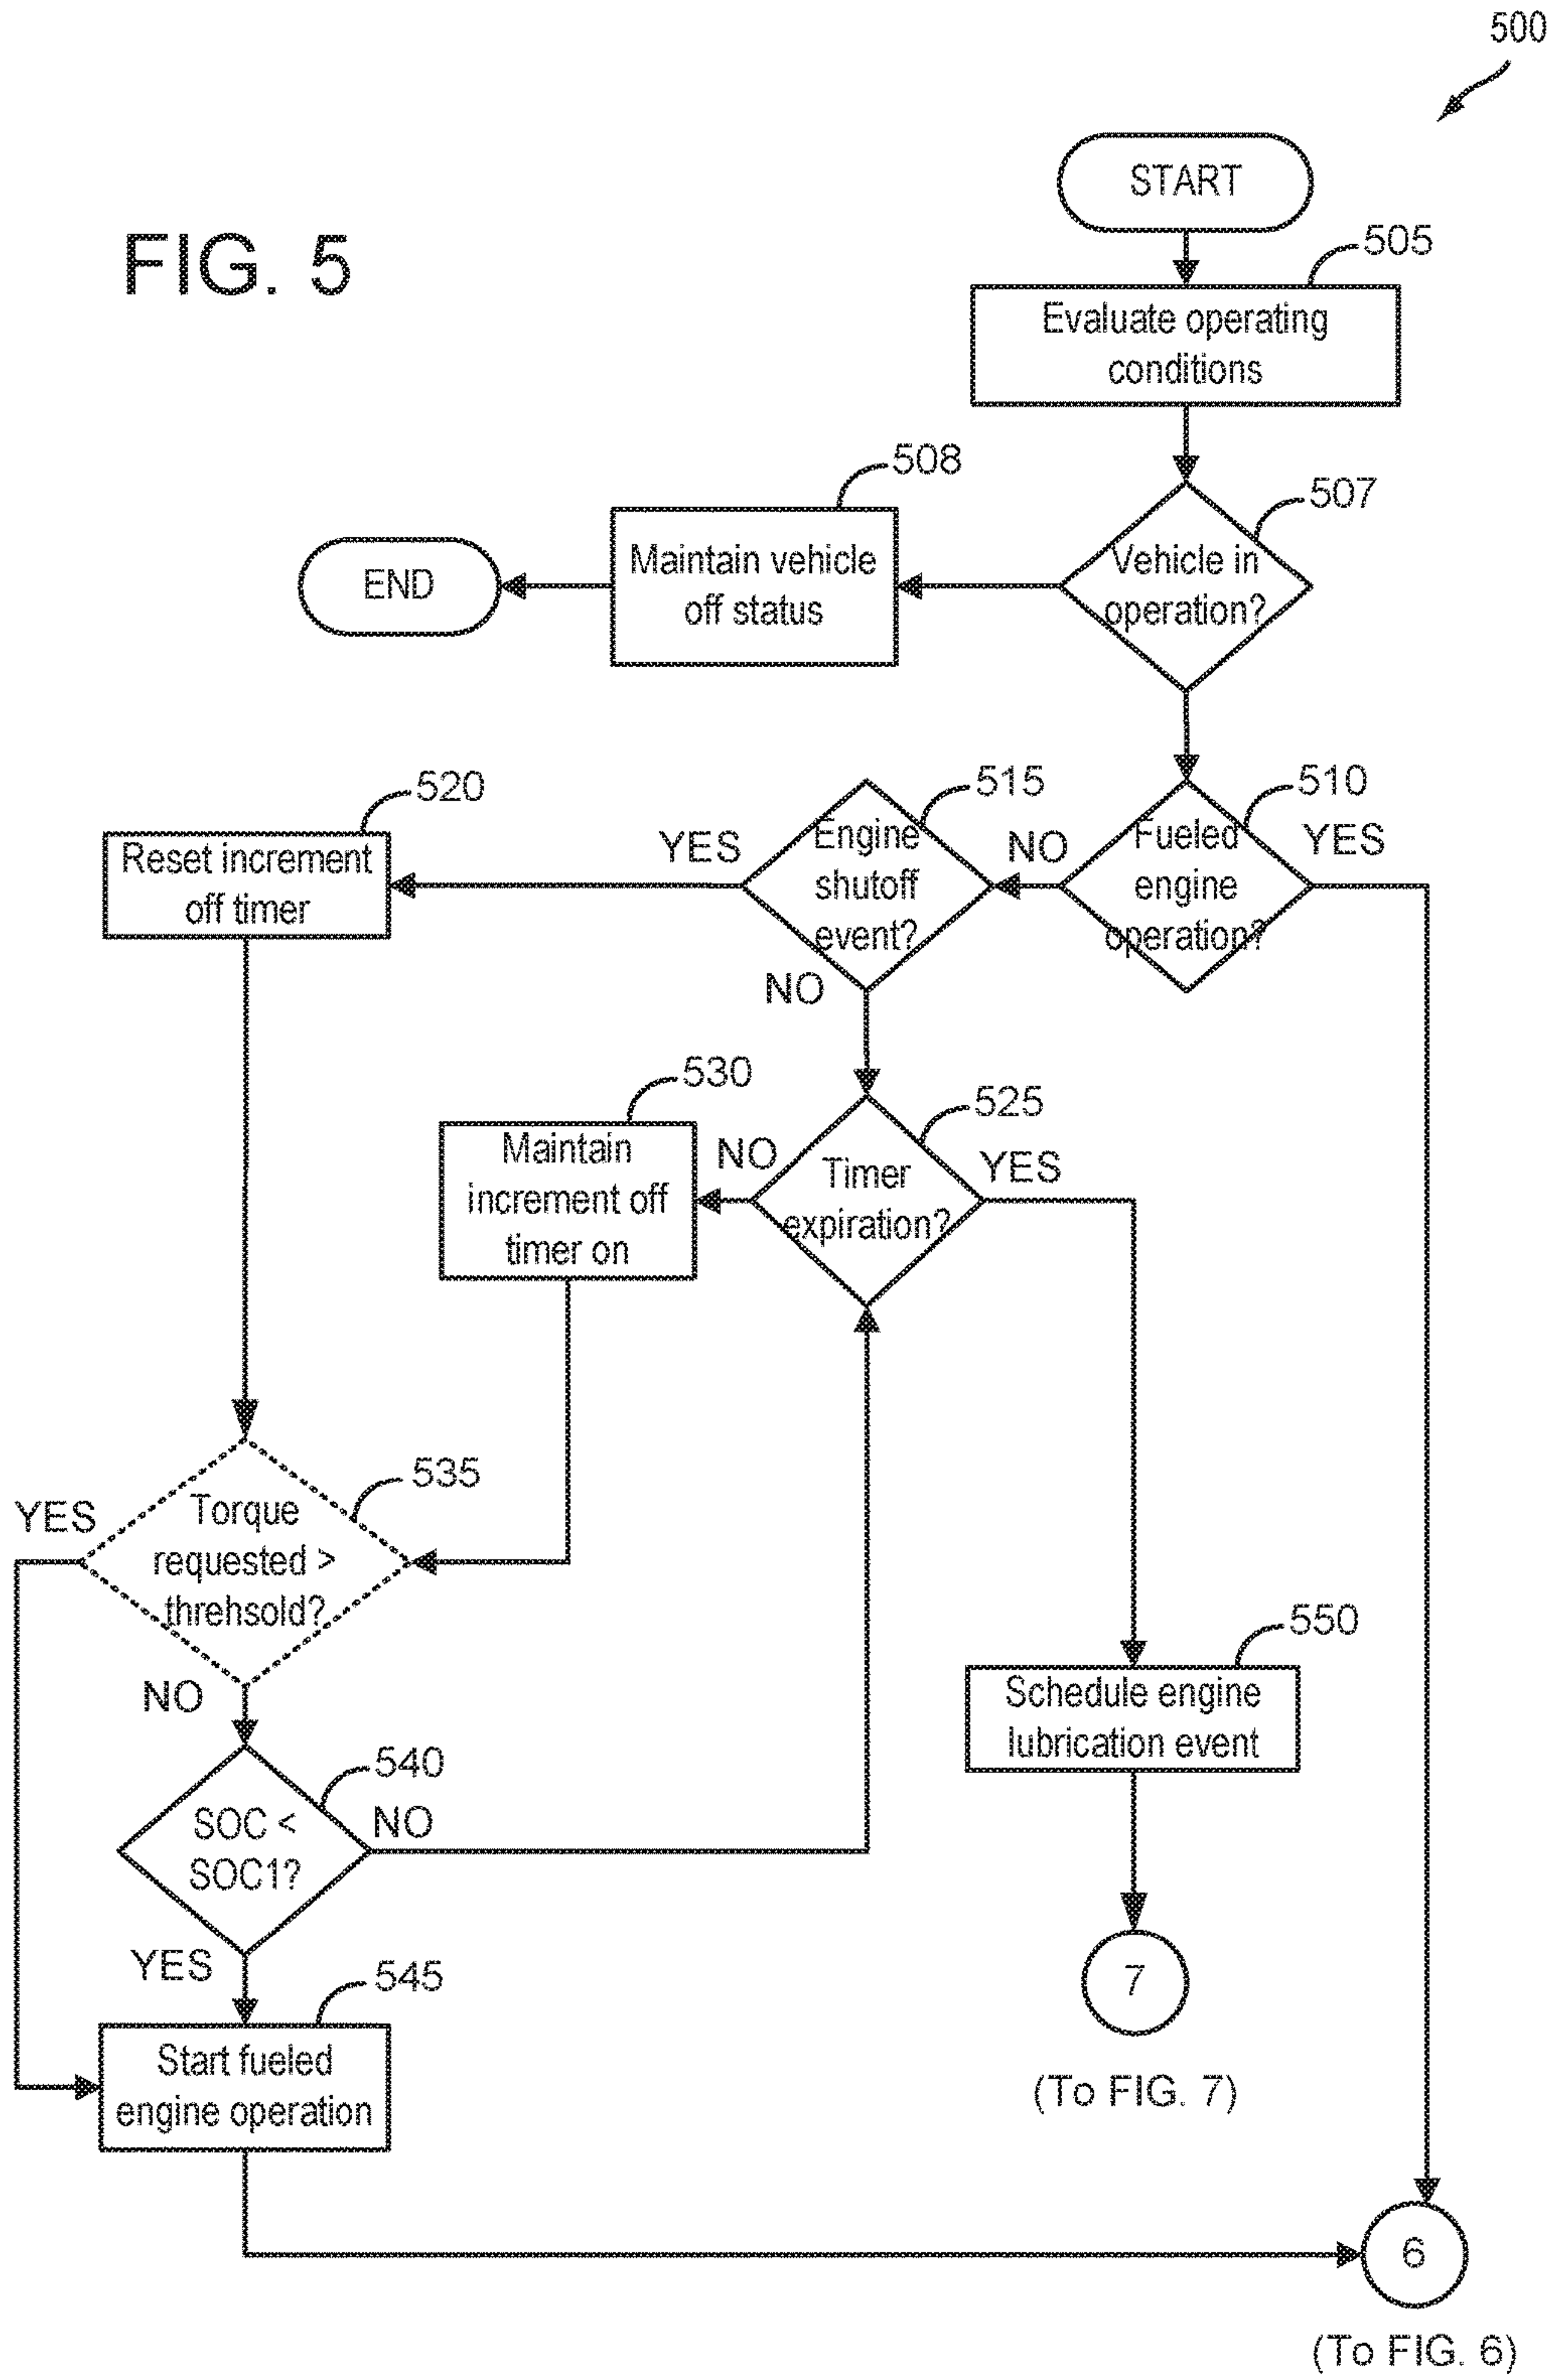 500
START
FIG. 5
505
Evaluate operating
conditions
508
507
Maintain vehicle
off status
END
Vehicle in
operation?
520
515
510
YES
NO
YES
Reset increment
off timer
Engine
shutoff
event?
Fueled
engine
operation?
NO
530
525
Maintain
increment off
timer on
NO
Timer
expiration?
YES
535
YES
Torque
requested >
threhsold?
NO
550
Schedule engine
lubrication event
540
SOC <
SOC1?
NO
YES
545
7
Start fueled
engine operation
(To FIG. 7)
6
(To FIG. 6)